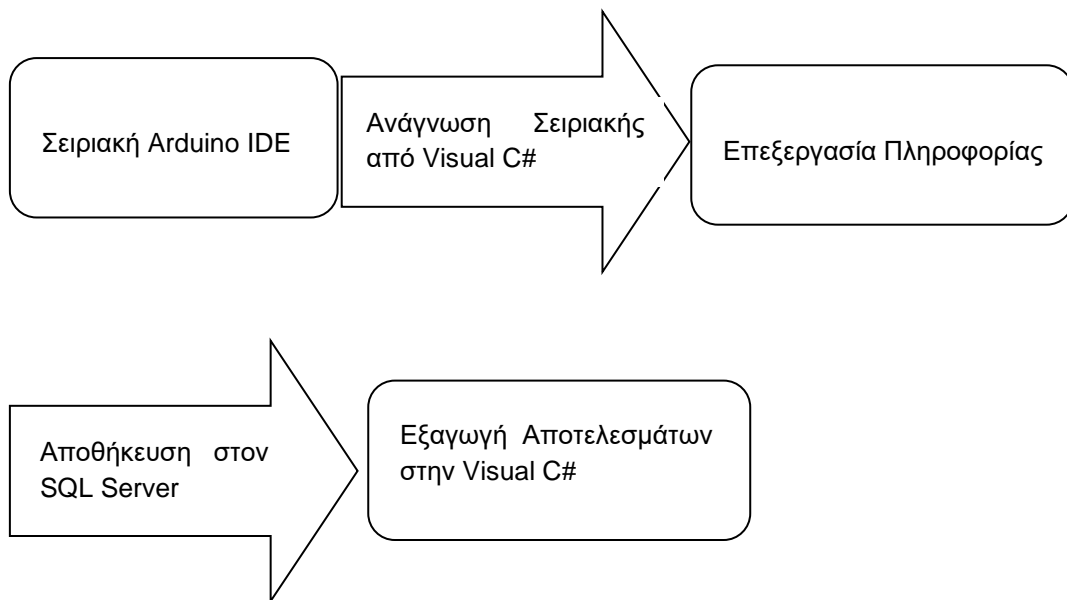 Σειριακή Arduino IDE
Ανάγνωση Σειριακής
από Visual C#
Επεξεργασία Πληροφορίας
Αποθήκευση στον
SQL Server
Εξαγωγή Αποτελεσμάτων
στην Visual C#